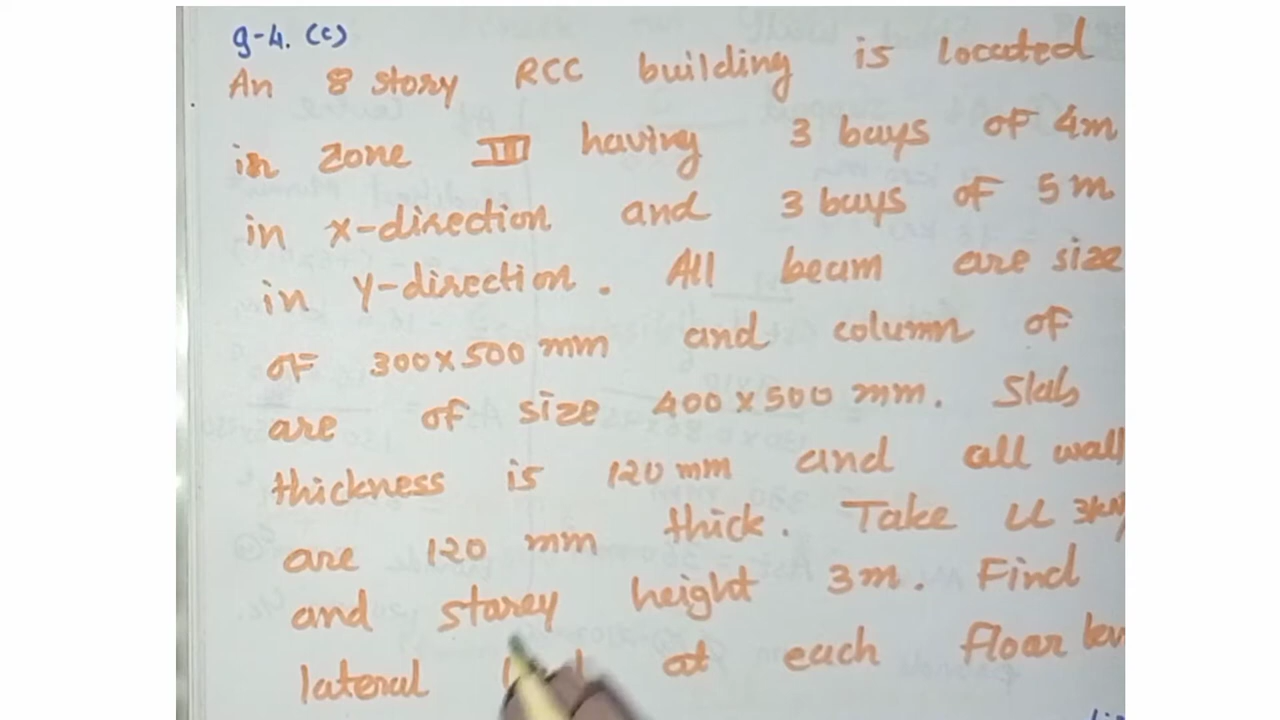 g-4. (c)
An 8 story RCC building is located
in zone III having 3 bays of 4m
in x-direction and 3 bays of 5m
in Y-direction. All beam are size
of 300x500 mm and column of
are of size 400x500 mm. Slab
thickness is 120 mm and all wall
are 120 mm thick. Take LL 3kN/
and storey height 3m. Find
lateral at each floor lev